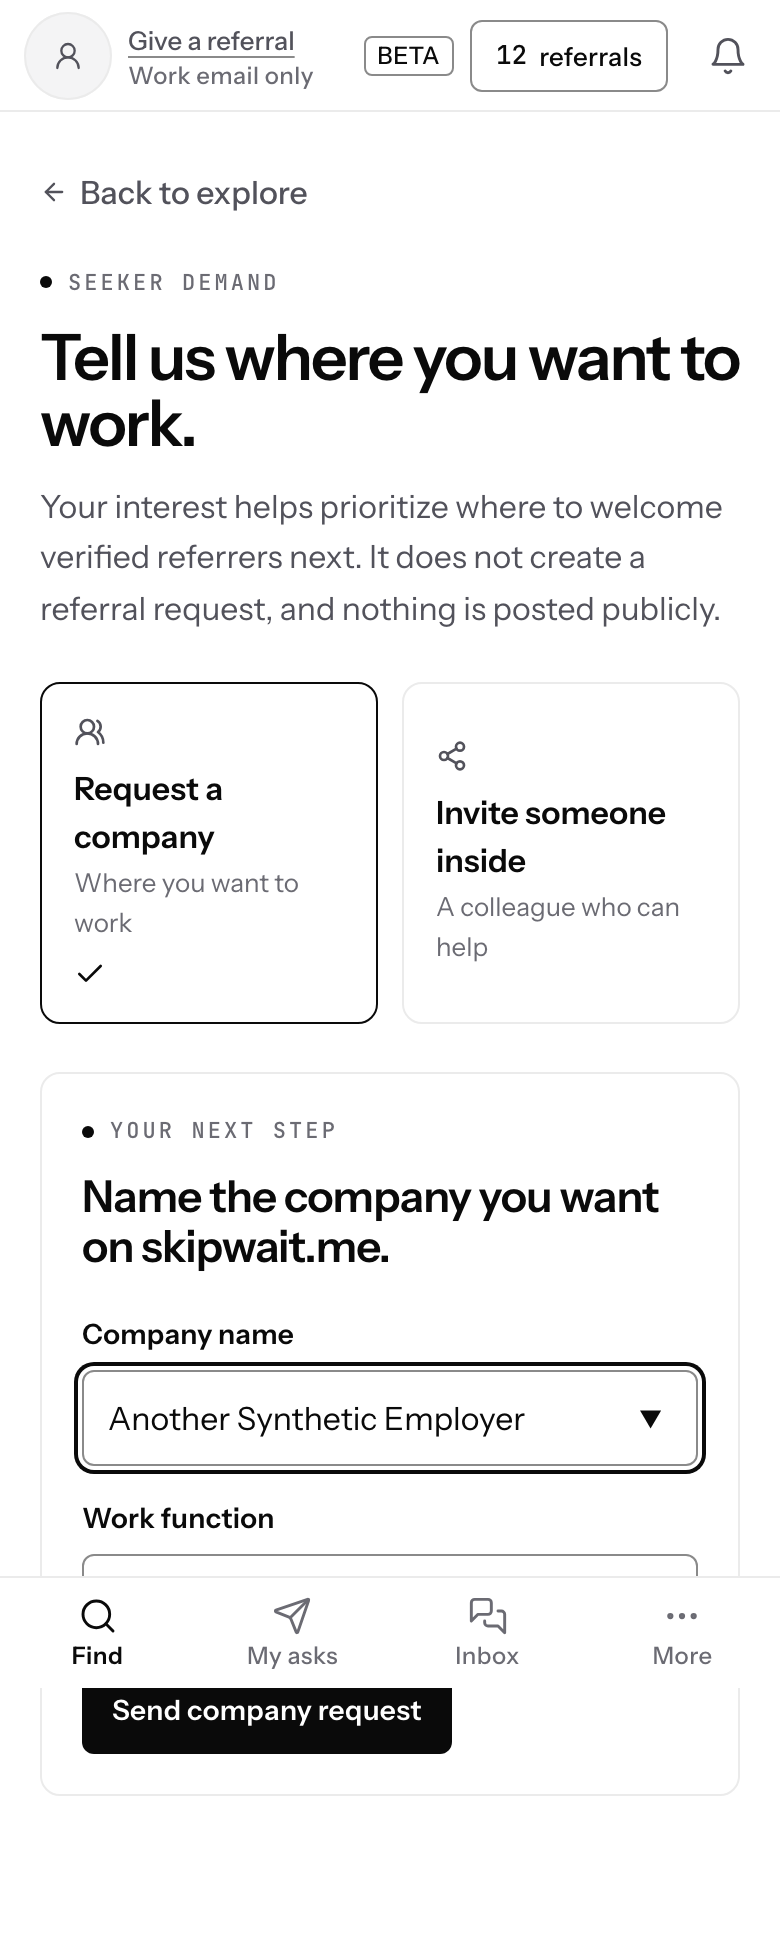 Give a referral
Work email only
BETA
12 referrals
Back to explore
SEEKER DEMAND
Tell us where you want to
work.
Your interest helps prioritize where to welcome
verified referrers next. It does not create a
referral request, and nothing is posted publicly.
Request a
company
Where you want to
work
Invite someone
inside
A colleague who can
help
YOUR NEXT STEP
Name the company you want
on skipwait.me.
Company name
Another Synthetic Employer
Work function
Find
My asks
Inbox
More
Send company request